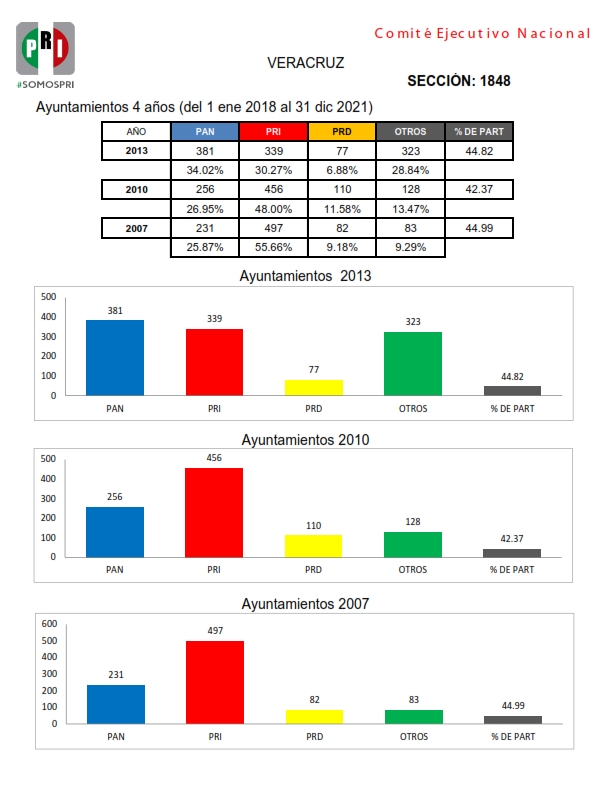 Comité Ejecutivo Nacional
PRI
#SOMOSPRI
VERACRUZ
SECCIÓN: 1848
Ayuntamientos 4 años (del 1 ene 2018 al 31 dic 2021)
AÑO PAN PRI PRD OTROS % DE PART
2013 381 339 77 323 44.82
34.02% 30.27% 6.88% 28.84%
2010 256 456 110 128 42.37
26.95% 48.00% 11.58% 13.47%
2007 231 497 82 83 44.99
25.87% 55.66% 9.18% 9.29%
Ayuntamientos 2013
500
400
300
200
100
0
381 339 77 323 44.82
PAN PRI PRD OTROS % DE PART
Ayuntamientos 2010
500
400
300
200
100
0
256 456 110 128 42.37
PAN PRI PRD OTROS % DE PART
Ayuntamientos 2007
600
500
400
300
200
100
0
231 497 82 83 44.99
PAN PRI PRD OTROS % DE PART